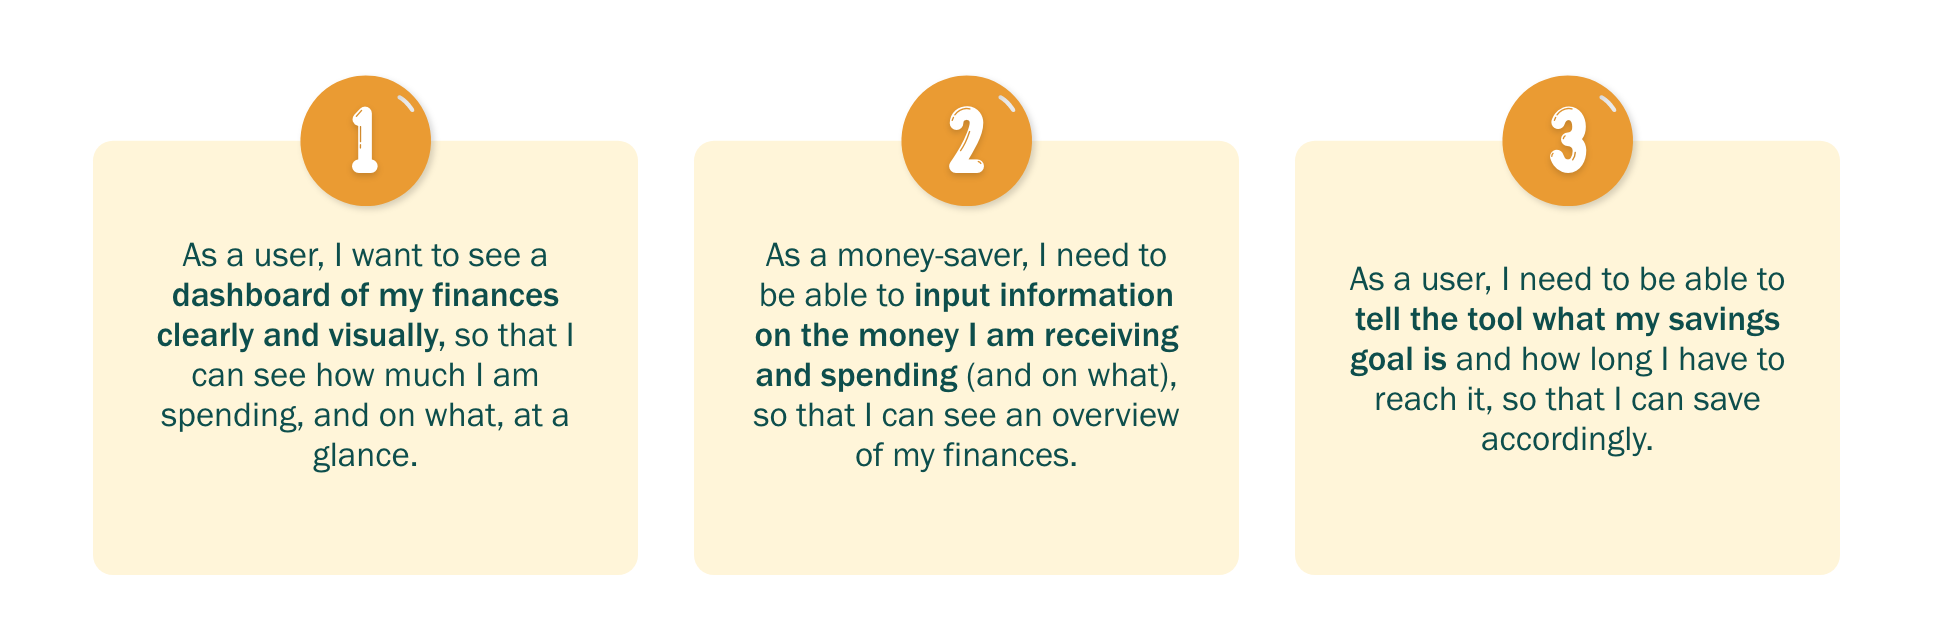 1
As a user, I want to see a
dashboard of my finances
clearly and visually, so that I
can see how much I am
spending, and on what, at a
glance.
2
As a money-saver, I need to
be able to input information
on the money I am receiving
and spending (and on what),
so that I can see an overview
of my finances.
3
As a user, I need to be able to
tell the tool what my savings
goal is and how long I have to
reach it, so that I can save
accordingly.